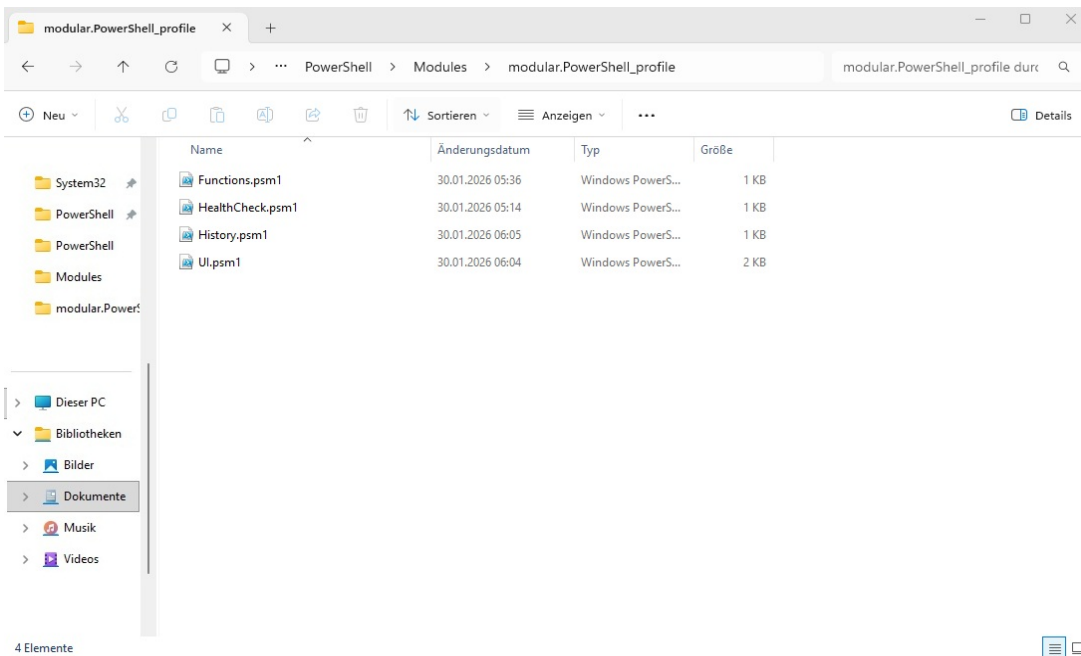 modular.PowerShell_profile
PowerShell > Modules > modular.PowerShell_profile
modular.PowerShell_profile durc
Neu
Sortieren
Anzeigen
Details
Name Änderungsdatum Typ Größe
Functions.psm1 30.01.2026 05:36 Windows PowerS... 1 KB
HealthCheck.psm1 30.01.2026 05:14 Windows PowerS... 1 KB
History.psm1 30.01.2026 06:05 Windows PowerS... 1 KB
UI.psm1 30.01.2026 06:04 Windows PowerS... 2 KB
System32
PowerShell
PowerShell
Modules
modular.PowerS
Dieser PC
Bibliotheken
Bilder
Dokumente
Musik
Videos
4 Elemente